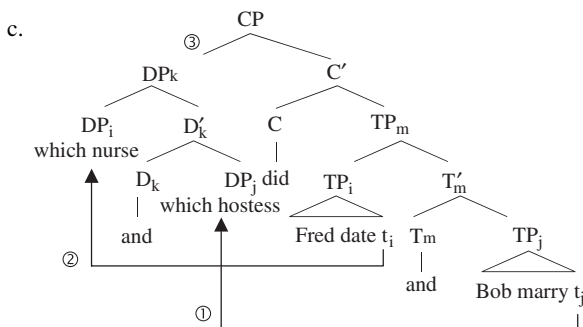 c.
CP
③
DPk C′
DPi D′k C TPm
which nurse
Dk DPj did TPi T′m
which hostess
and Fred date ti Tm TPj
②
and Bob marry tj
①